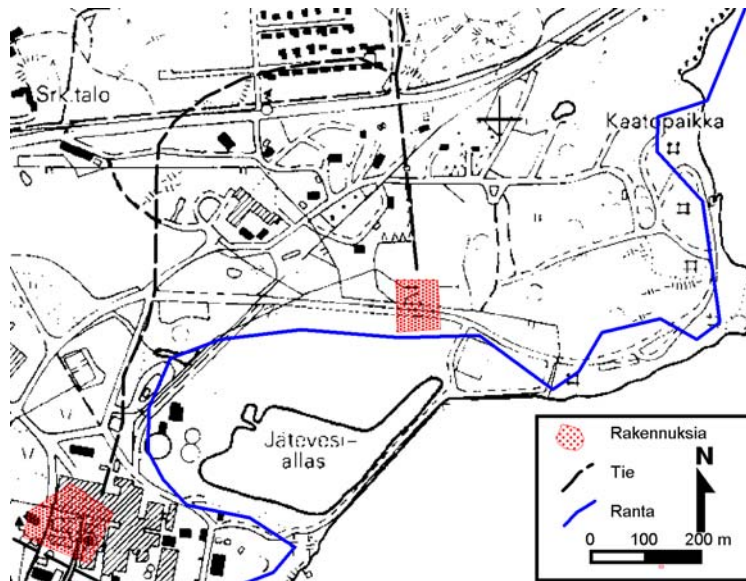 Srk.talo
Kaatopaikka
Jätevesi-
allas
Rakennuksia
Tie
Ranta
N
0 100 200 m